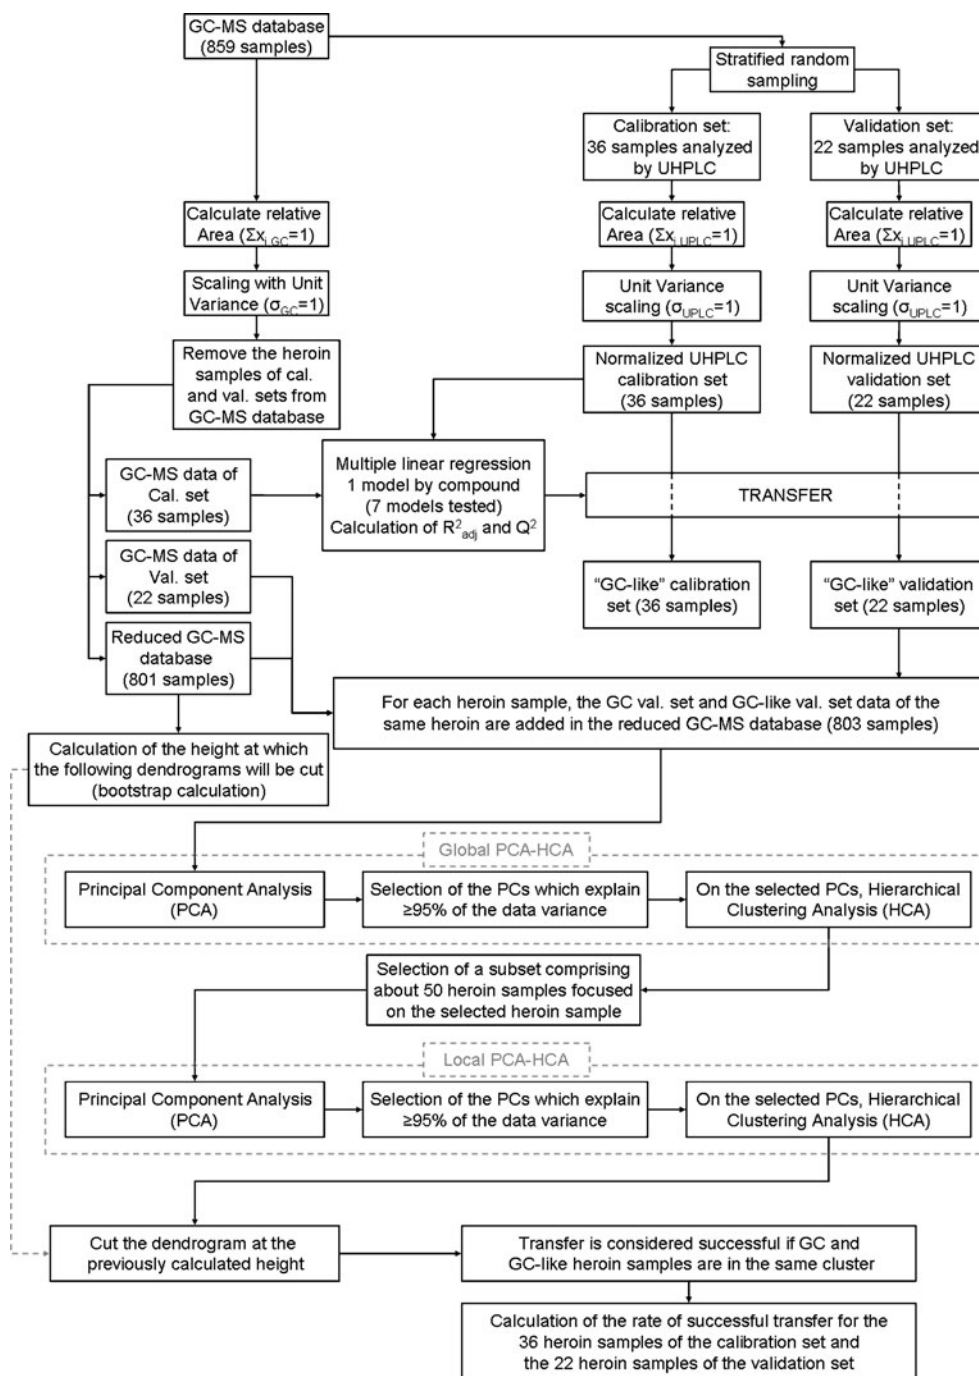 GC-MS database
(859 samples)
Stratified random
sampling
Calibration set:
36 samples analyzed
by UHPLC
Validation set:
22 samples analyzed
by UHPLC
Calculate relative
Area (Σx i,GC=1)
Calculate relative
Area (Σx i,UPLC=1)
Calculate relative
Area (Σx i,UPLC=1)
Scaling with Unit
Variance (σGC=1)
Unit Variance
scaling (σUPLC=1)
Unit Variance
scaling (σUPLC=1)
Remove the heroin
samples of cal.
and val. sets from
GC-MS database
Normalized UHPLC
calibration set
(36 samples)
Normalized UHPLC
validation set
(22 samples)
GC-MS data of
Cal. set
(36 samples)
Multiple linear regression
1 model by compound
(7 models tested)
Calculation of R²adj and Q²
TRANSFER
GC-MS data of
Val. set
(22 samples)
"GC-like" calibration
set (36 samples)
"GC-like" validation
set (22 samples)
Reduced GC-MS
database
(801 samples)
For each heroin sample, the GC val. set and GC-like val. set data of the
same heroin are added in the reduced GC-MS database (803 samples)
Calculation of the height at which
the following dendrograms will be cut
(bootstrap calculation)
Global PCA-HCA
Principal Component Analysis
(PCA)
Selection of the PCs which explain
≥95% of the data variance
On the selected PCs, Hierarchical
Clustering Analysis (HCA)
Selection of a subset comprising
about 50 heroin samples focused
on the selected heroin sample
Local PCA-HCA
Principal Component Analysis
(PCA)
Selection of the PCs which explain
≥95% of the data variance
On the selected PCs, Hierarchical
Clustering Analysis (HCA)
Cut the dendrogram at the
previously calculated height
Transfer is considered successful if GC and
GC-like heroin samples are in the same cluster
Calculation of the rate of successful transfer for the
36 heroin samples of the calibration set and
the 22 heroin samples of the validation set